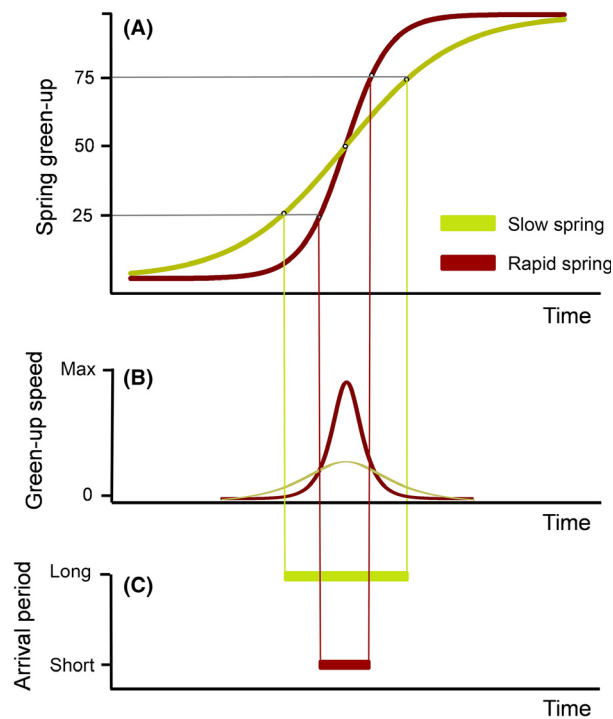 (A)
Spring green-up
75
50
25
Slow spring
Rapid spring
Time
(B)
Green-up speed
Max
0
Time
(C)
Arrival period
Long
Short
Time